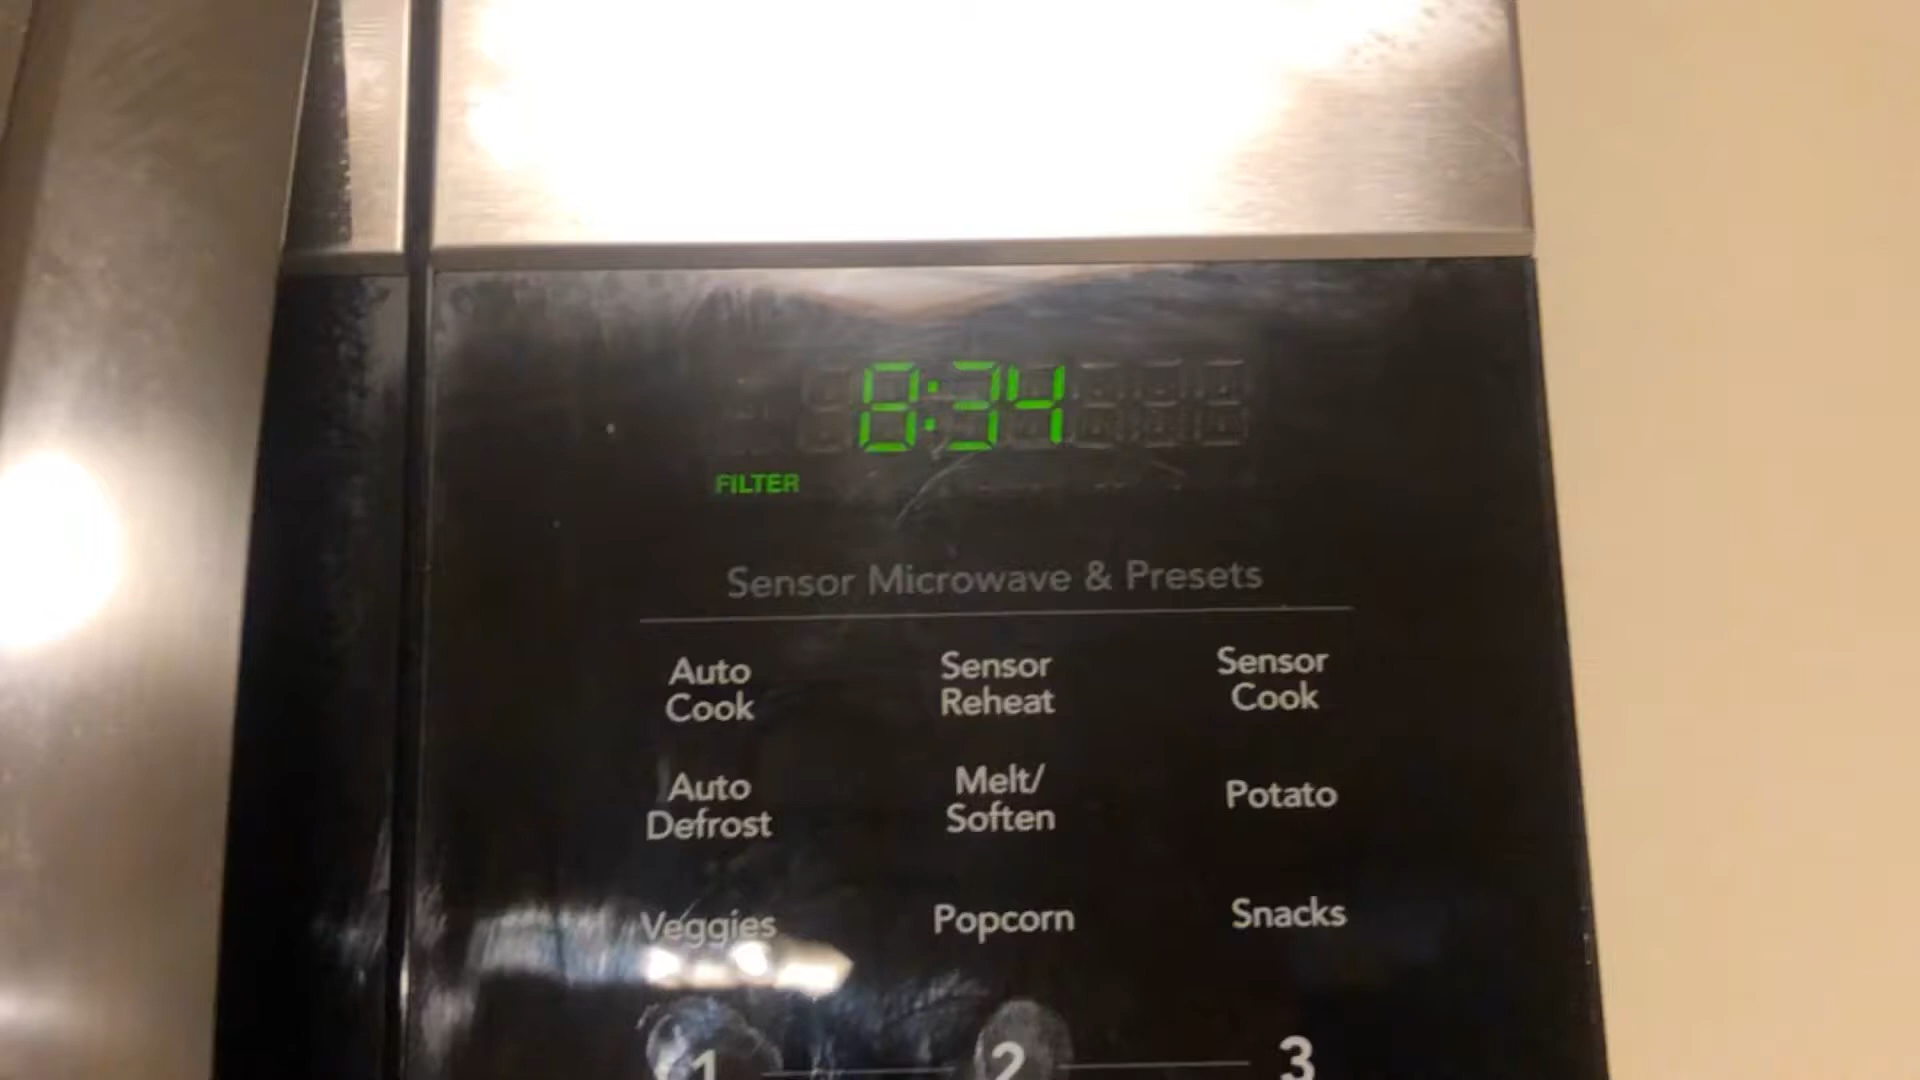 8:34
FILTER
Sensor Microwave & Presets
Auto
Cook
Sensor
Reheat
Sensor
Cook
Auto
Defrost
Melt/
Soften
Potato
Veggies
Popcorn
Snacks
1
2
3